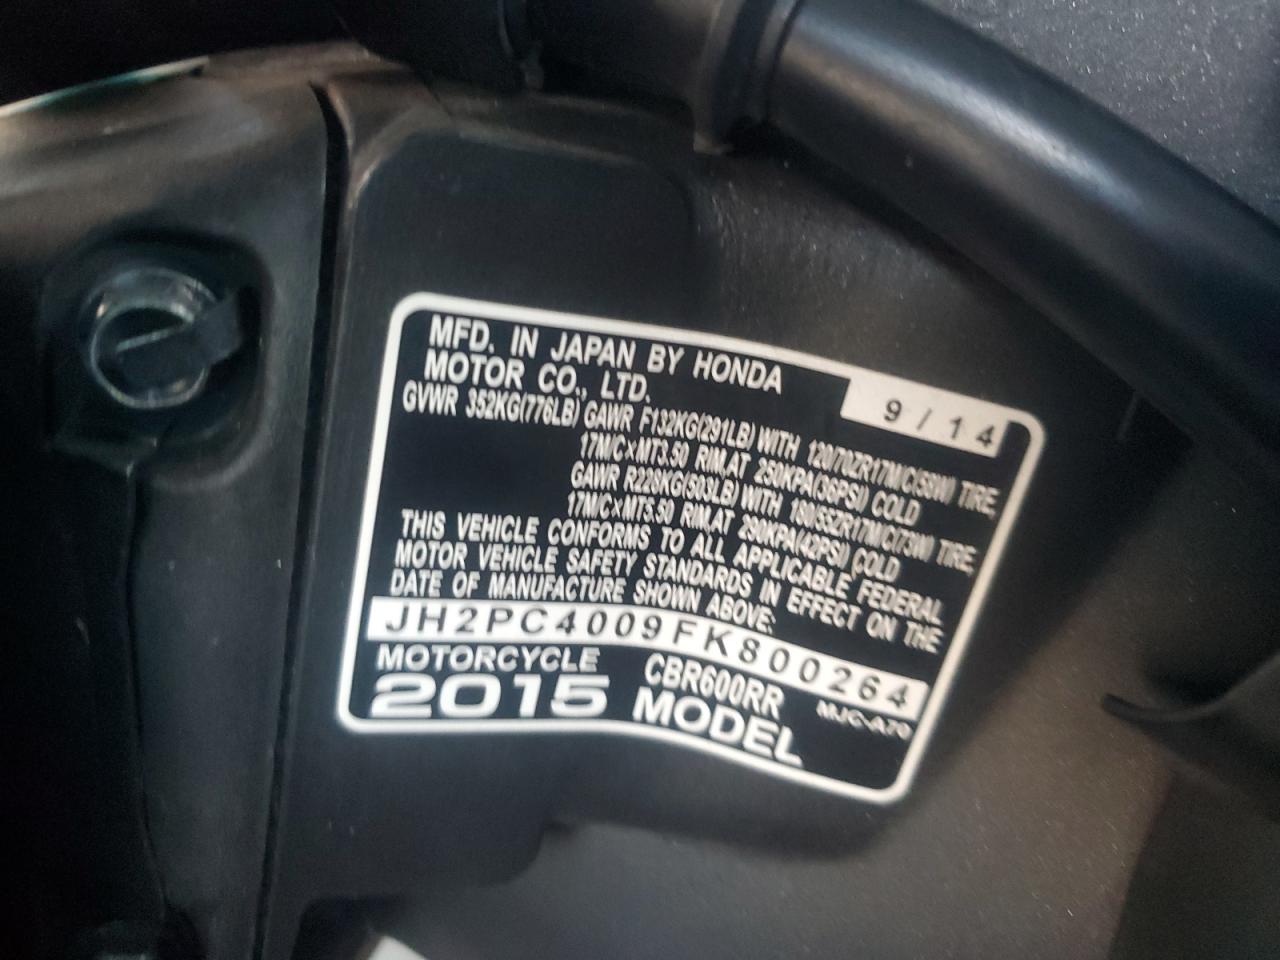 MFD. IN JAPAN BY HONDA
MOTOR CO., LTD.
9/14
GVWR 352KG(776LB) GAWR F132KG(291LB) WITH 120/70ZR17M/C(58W) TIRE,
17M/C×MT3.50 RIM,AT 250KPA(36PSI) COLD
GAWR R228KG(503LB) WITH 180/55ZR17M/C(73W) TIRE,
17M/C×MT5.50 RIM,AT 290KPA(42PSI) COLD
THIS VEHICLE CONFORMS TO ALL APPLICABLE FEDERAL
MOTOR VEHICLE SAFETY STANDARDS IN EFFECT ON THE
DATE OF MANUFACTURE SHOWN ABOVE:
JH2PC4009FK800264
MOTORCYCLE CBR600RR MJC-A70
2015 MODEL